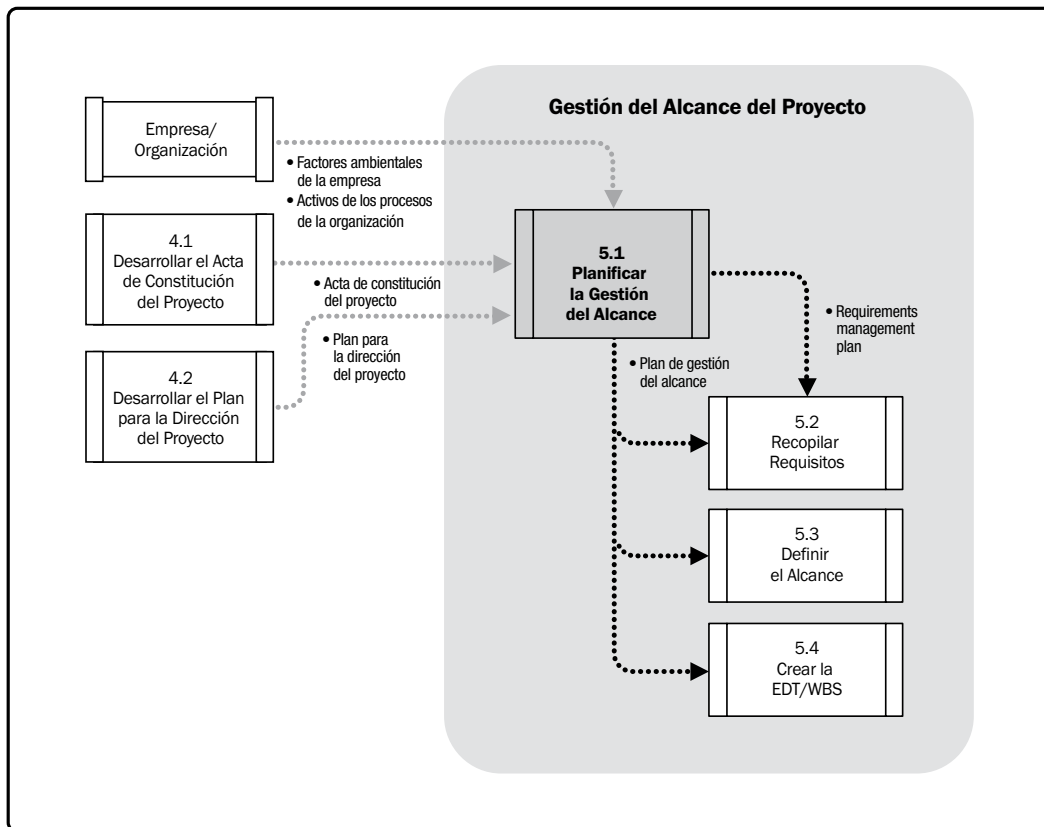 Gestión del Alcance del Proyecto
Empresa/
Organización
• Factores ambientales
de la empresa
• Activos de los procesos
de la organización
4.1
Desarrollar el Acta
de Constitución
del Proyecto
• Acta de constitución
del proyecto
4.2
Desarrollar el Plan
para la Dirección
del Proyecto
• Plan para
la dirección
del proyecto
5.1
Planificar
la Gestión
del Alcance
• Requirements
management
plan
• Plan de gestión
del alcance
5.2
Recopilar
Requisitos
5.3
Definir
el Alcance
5.4
Crear la
EDT/WBS